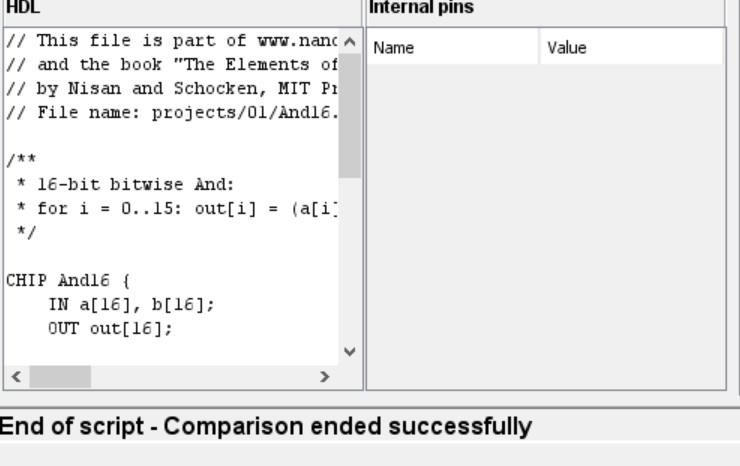 HDL
// This file is part of www.nand
// and the book "The Elements of
// by Nisan and Schocken, MIT Pr
// File name: projects/01/And16.
/**
 * 16-bit bitwise And:
 * for i = 0..15: out[i] = (a[i]
 */
CHIP And16 {
    IN a[16], b[16];
    OUT out[16];
Internal pins
Name Value
End of script - Comparison ended successfully